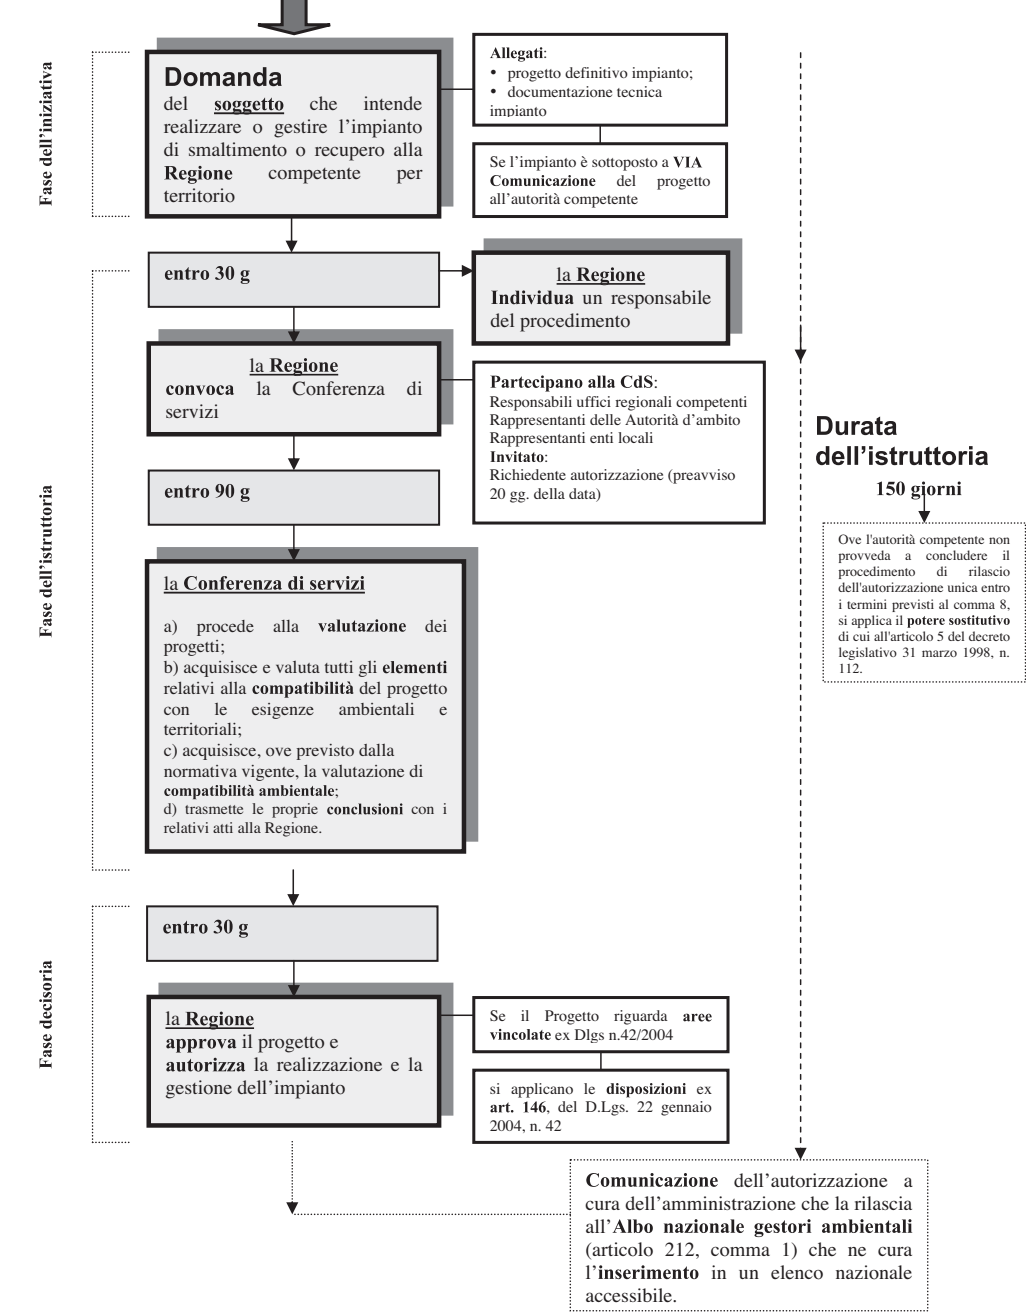 Fase dell'iniziativa
Domanda
del soggetto che intende
realizzare o gestire l'impianto
di smaltimento o recupero alla
Regione competente per
territorio
Allegati:
• progetto definitivo impianto;
• documentazione tecnica
impianto
Se l'impianto è sottoposto a VIA
Comunicazione del progetto
all'autorità competente
Fase dell'istruttoria
entro 30 g
la Regione
Individua un responsabile
del procedimento
la Regione
convoca la Conferenza di
servizi
Partecipano alla CdS:
Responsabili uffici regionali competenti
Rappresentanti delle Autorità d'ambito
Rappresentanti enti locali
Invitato:
Richiedente autorizzazione (preavviso
20 gg. della data)
entro 90 g
la Conferenza di servizi
a) procede alla valutazione dei
progetti;
b) acquisisce e valuta tutti gli elementi
relativi alla compatibilità del progetto
con le esigenze ambientali e
territoriali;
c) acquisisce, ove previsto dalla
normativa vigente, la valutazione di
compatibilità ambientale;
d) trasmette le proprie conclusioni con i
relativi atti alla Regione.
Durata
dell'istruttoria
150 giorni
Ove l'autorità competente non
provveda a concludere il
procedimento di rilascio
dell'autorizzazione unica entro
i termini previsti al comma 8,
si applica il potere sostitutivo
di cui all'articolo 5 del decreto
legislativo 31 marzo 1998, n.
112.
Fase decisoria
entro 30 g
la Regione
approva il progetto e
autorizza la realizzazione e la
gestione dell'impianto
Se il Progetto riguarda aree
vincolate ex Dlgs n.42/2004
si applicano le disposizioni ex
art. 146, del D.Lgs. 22 gennaio
2004, n. 42
Comunicazione dell'autorizzazione a
cura dell'amministrazione che la rilascia
all'Albo nazionale gestori ambientali
(articolo 212, comma 1) che ne cura
l'inserimento in un elenco nazionale
accessibile.